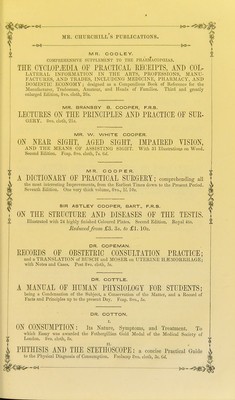 MR. CHURCHILL'S PUBLICATIONS.
MR. COOLEY.
COMPREHENSIVE SUPPLEMENT TO THE PHARMACOPŒIAS.
THE CYCLOPÆDIA OF PRACTICAL RECEIPTS, AND COL-
LATERAL INFORMATION IN THE ARTS, PROFESSIONS, MANU-
FACTURES, AND TRADES, INCLUDING MEDICINE, PHARMACY, AND
DOMESTIC ECONOMY; designed as a Compendious Book of Reference for the
Manufacturer, Tradesman, Amateur, and Heads of Families. Third and greatly
enlarged Edition, 8vo. cloth,
MR. BRANSBY B. COOPER, F.R.S.
LECTURES ON THE PRINCIPLES AND PRACTICE OF SUR-
GERY. 8vo. cloth, 21s.
MR. W. WHITE COOPER.
ON NEAR SIGHT, AGED SIGHT, IMPAIRED VISION,
AND THE MEANS OF ASSISTING SIGHT. With 31 Illustrations on Wood.
Second Edition. Fcap. 8vo. cloth, 7s. 6d.
MR. COOPER.
A DICTIONARY OF PRACTICAL SURGERY; comprehending all
the most interesting Improvements, from the Earliest Times down to the Present Period.
Seventh Edition. One very thick volume, 8vo., £1. 10s.
SIR ASTLEY COOPER, BART., F.R.S.
ON THE STRUCTURE AND DISEASES OF THE TESTIS.
Illustrated with 24 highly finished Coloured Plates. Second Edition. Royal 4to.
Reduced from £3. 3s. to £1. 10s.
DR. COPEMAN.
RECORDS OF OBSTETRIC CONSULTATION PRACTICE;
and a TRANSLATION of BUSCH and MOSER on UTERINE HÆMORRHAGE;
with Notes and Cases. Post 8vo. cloth, 5s.
DR. COTTLE.
A MANUAL OF HUMAN PHYSIOLOGY FOR STUDENTS:
being a Condensation of the Subject, a Conservation of the Matter, and a Record of
Facts and Principles up to the present Day. Fcap. 8vo., 5s.
DR. COTTON.
I.
ON CONSUMPTION: Its Nature, Symptoms, and Treatment. To
which Essay was awarded the Fothergillian Gold Medal of the Medical Society of
London. 8vo. cloth, 8s.
II.
PHTHISIS AND THE STETHOSCOPE: a concise Practical Guide
to the Physical Diagnosis of Consumption. Foolscap 8vo. cloth, 3s. 6d.